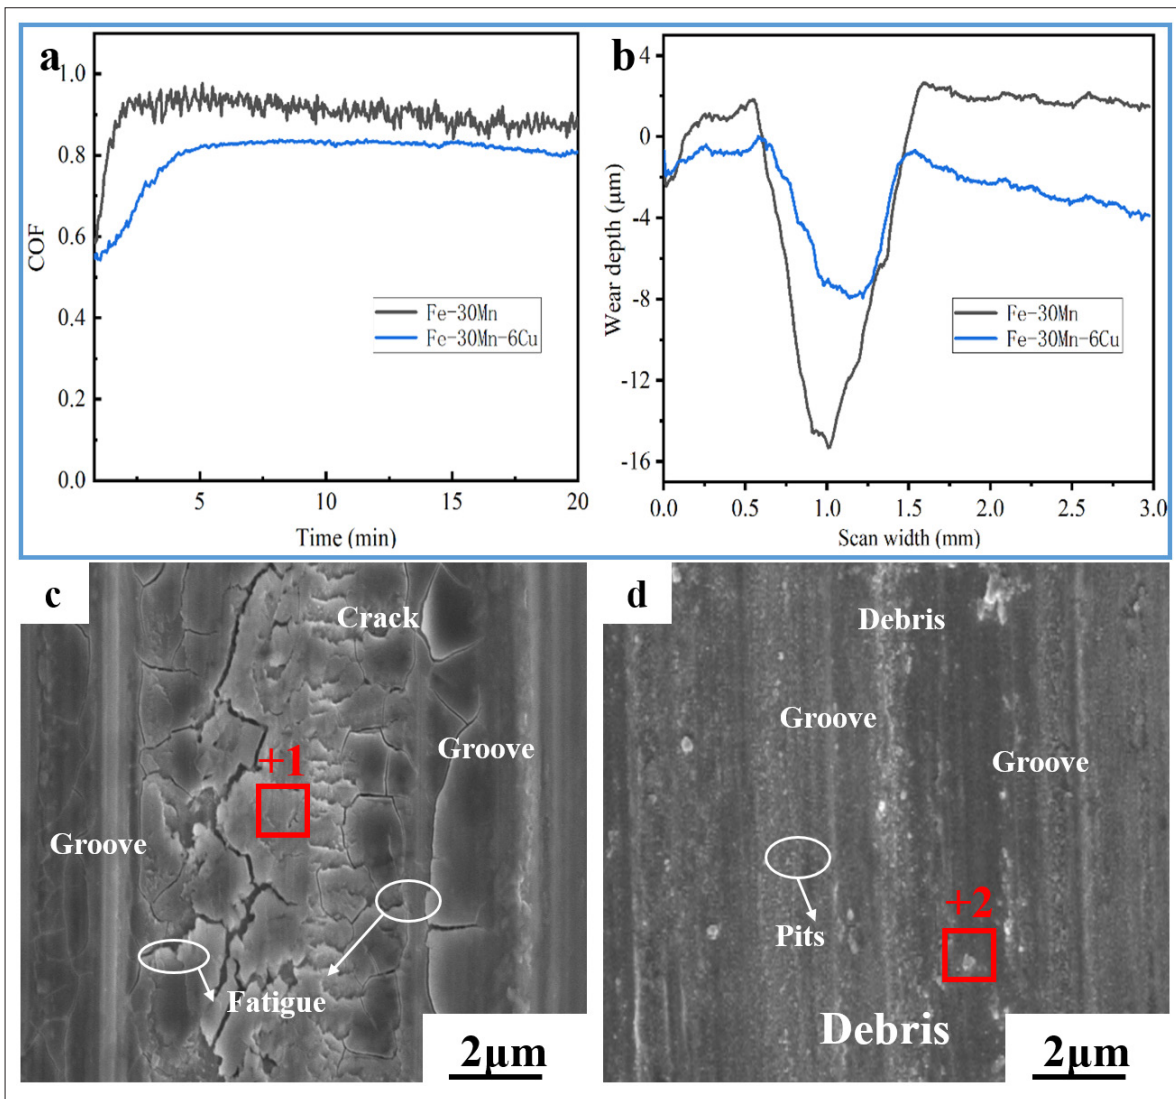 a
1.0
0.8
0.6
0.4
0.2
0.0
COF
Fe-30Mn
Fe-30Mn-6Cu
5
10
15
20
Time (min)
b
4
0
-4
-8
-12
-16
Wear depth (μm)
Fe-30Mn
Fe-30Mn-6Cu
0.0
0.5
1.0
1.5
2.0
2.5
3.0
Scan width (mm)
c
Crack
Groove
+1
Groove
Fatigue
2μm
d
Debris
Groove
Groove
Pits
+2
Debris
2μm